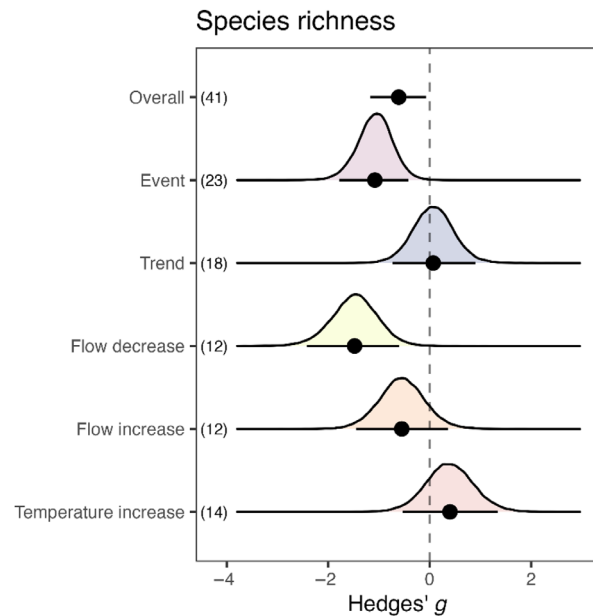 Species richness
Overall (41)
Event (23)
Trend (18)
Flow decrease (12)
Flow increase (12)
Temperature increase (14)
−4 −2 0 2
Hedges' g